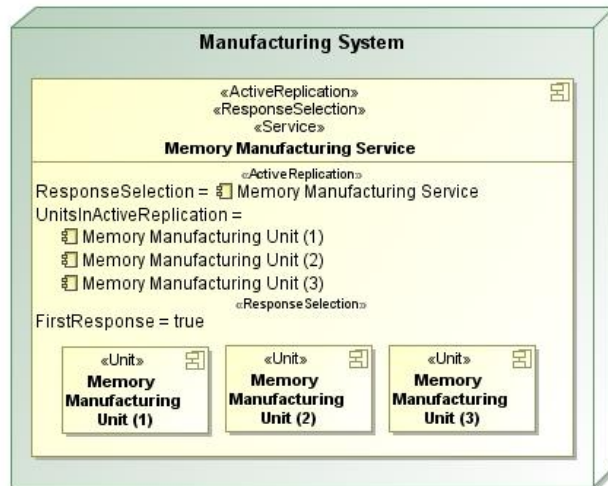 Manufacturing System
«ActiveReplication»
«ResponseSelection»
«Service»
Memory Manufacturing Service
«ActiveReplication»
ResponseSelection = Memory Manufacturing Service
UnitsInActiveReplication =
Memory Manufacturing Unit (1)
Memory Manufacturing Unit (2)
Memory Manufacturing Unit (3)
«ResponseSelection»
FirstResponse = true
«Unit»
Memory
Manufacturing
Unit (1)
«Unit»
Memory
Manufacturing
Unit (2)
«Unit»
Memory
Manufacturing
Unit (3)